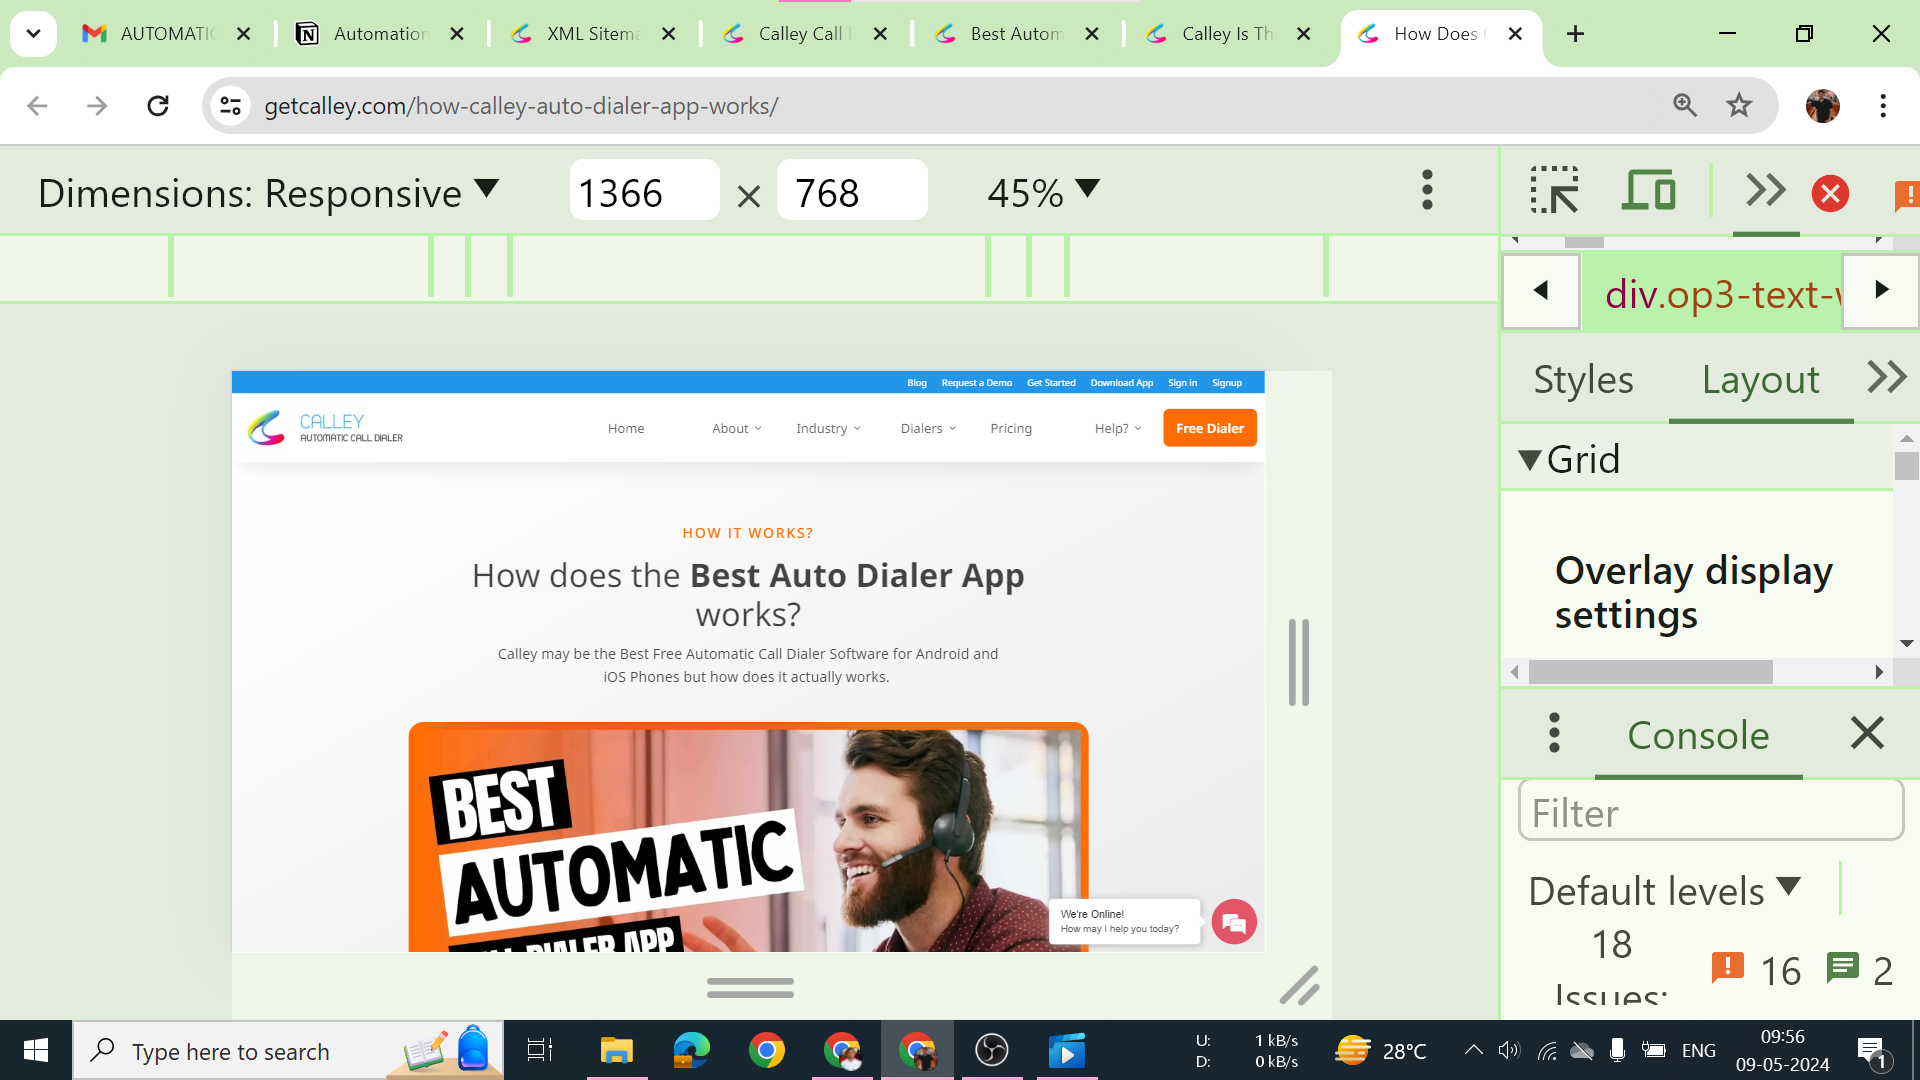 AUTOMATIC
Automation
XML Sitema
Calley Call
Best Autom
Calley Is Th
How Does
getcalley.com/how-calley-auto-dialer-app-works/
Dimensions: Responsive
1366
×
768
45%
div.op3-text-w
Styles
Layout
Grid
Overlay display
settings
Console
Filter
Default levels
18
Issues:
16
2
Blog
Request a Demo
Get Started
Download App
Sign in
Signup
CALLEY
AUTOMATIC CALL DIALER
Home
About
Industry
Dialers
Pricing
Help?
Free Dialer
HOW IT WORKS?
How does the Best Auto Dialer App
works?
Calley may be the Best Free Automatic Call Dialer Software for Android and
iOS Phones but how does it actually works.
BEST
AUTOMATIC
CALL DIALER APP
We're Online!
How may I help you today?
Type here to search
U:
1 kB/s
D:
0 kB/s
28°C
ENG
09:56
09-05-2024
1